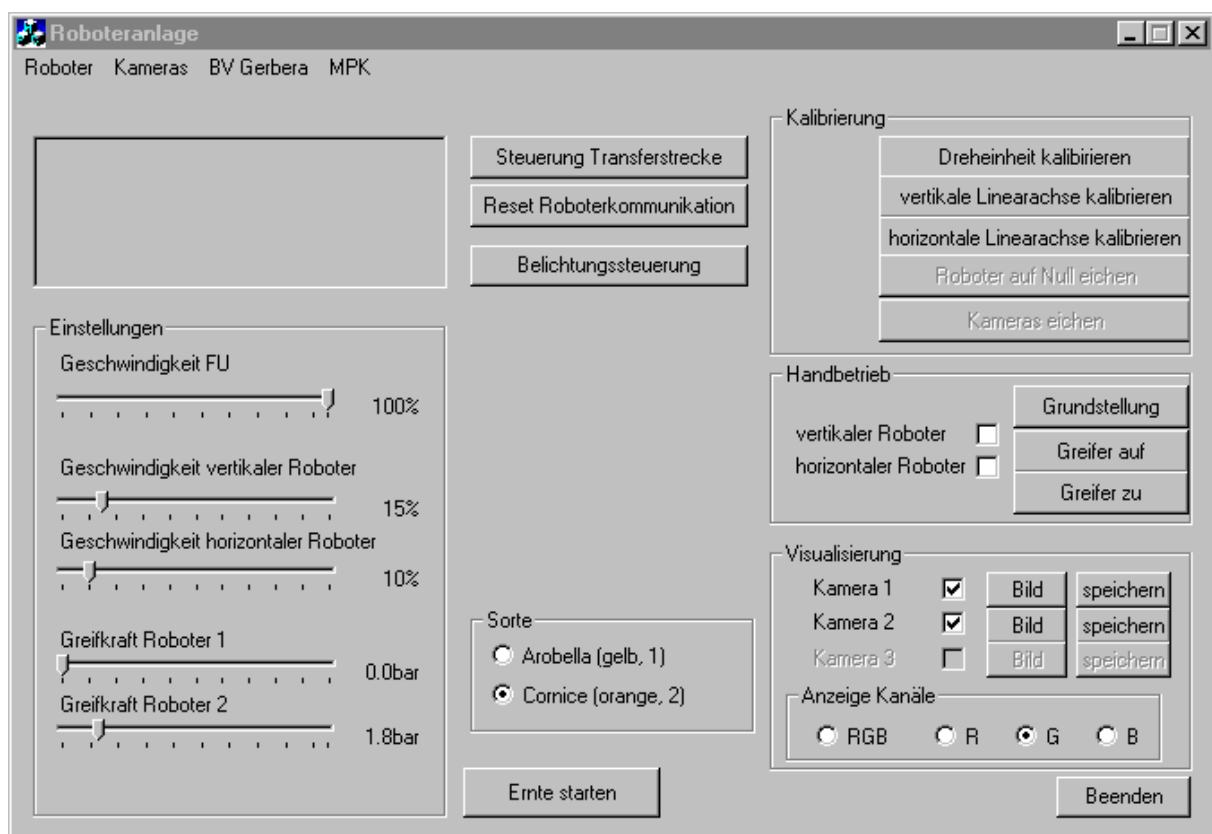 Roboteranlage
Roboter Kameras BV Gerbera MPK
Steuerung Transferstrecke
Reset Roboterkommunikation
Belichtungssteuerung
Einstellungen
Geschwindigkeit FU
100%
Geschwindigkeit vertikaler Roboter
15%
Geschwindigkeit horizontaler Roboter
10%
Greifkraft Roboter 1
0.0bar
Greifkraft Roboter 2
1.8bar
Sorte
Arobella (gelb, 1)
Cornice (orange, 2)
Ernte starten
Kalibrierung
Dreheinheit kalibirieren
vertikale Linearachse kalibrieren
horizontale Linearachse kalibrieren
Roboter auf Null eichen
Kameras eichen
Handbetrieb
Grundstellung
vertikaler Roboter
Greifer auf
horizontaler Roboter
Greifer zu
Visualisierung
Kamera 1 Bild speichern
Kamera 2 Bild speichern
Kamera 3 Bild speichern
Anzeige Kanäle
RGB R G B
Beenden